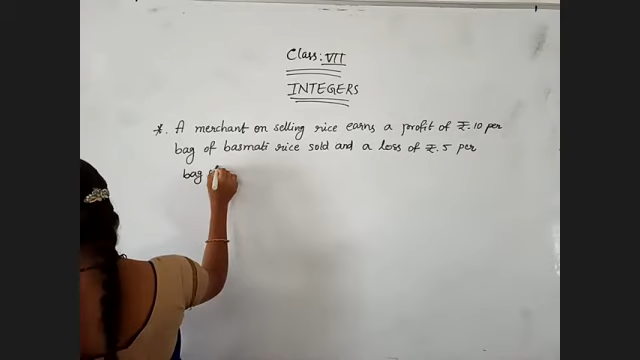 Class: VII
INTEGERS
*. A merchant on selling rice earns a profit of ₹.10 per
bag of basmati rice sold and a loss of ₹.5 per
bag